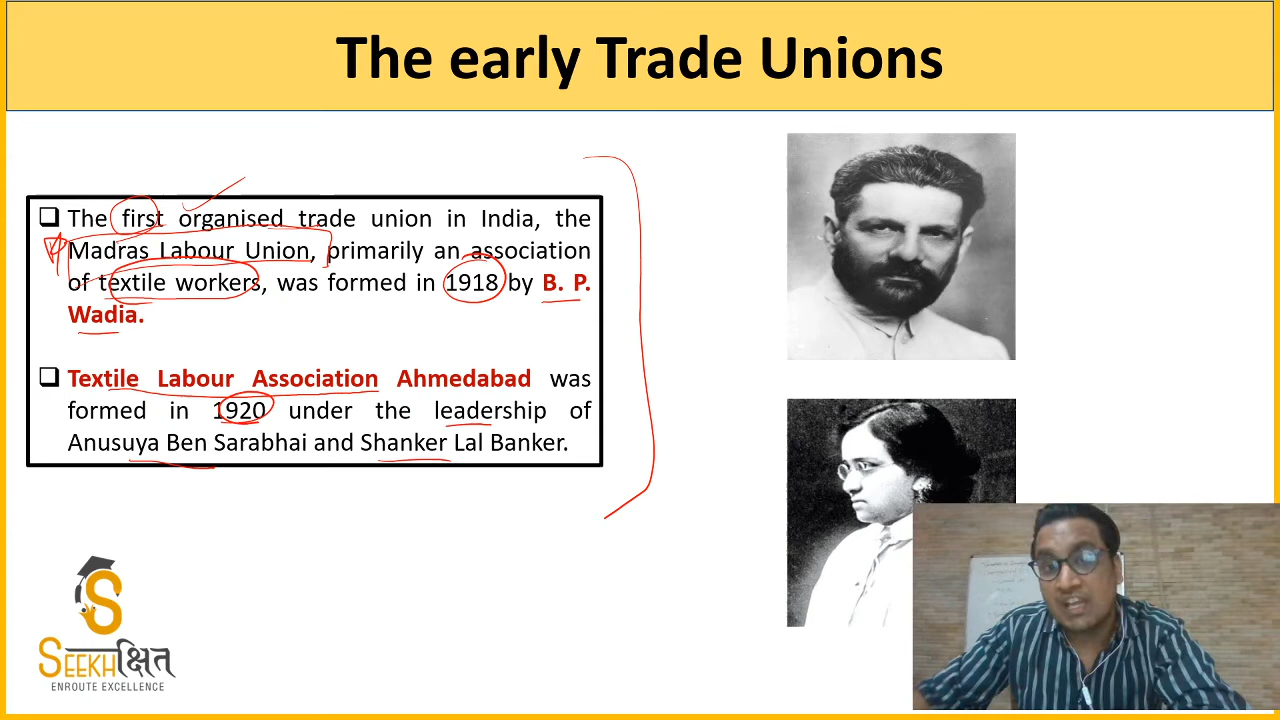 The early Trade Unions
The first organised trade union in India, the
Madras Labour Union, primarily an association
of textile workers, was formed in 1918 by B. P.
Wadia.
Textile Labour Association Ahmedabad was
formed in 1920 under the leadership of
Anusuya Ben Sarabhai and Shanker Lal Banker.
S
SEEKHक्षित
ENROUTE EXCELLENCE